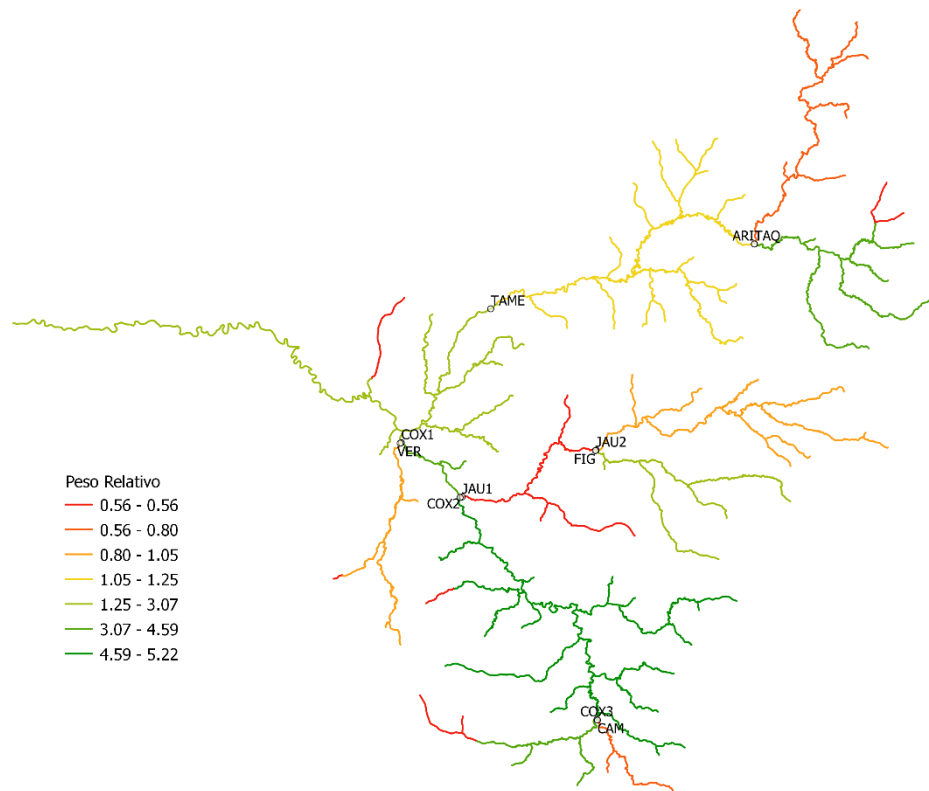 ARITAQ
TAME
COX1
VER
JAU2
FIG
JAU1
COX2
Peso Relativo
0.56 - 0.56
0.56 - 0.80
0.80 - 1.05
1.05 - 1.25
1.25 - 3.07
3.07 - 4.59
4.59 - 5.22
COX3
CAM